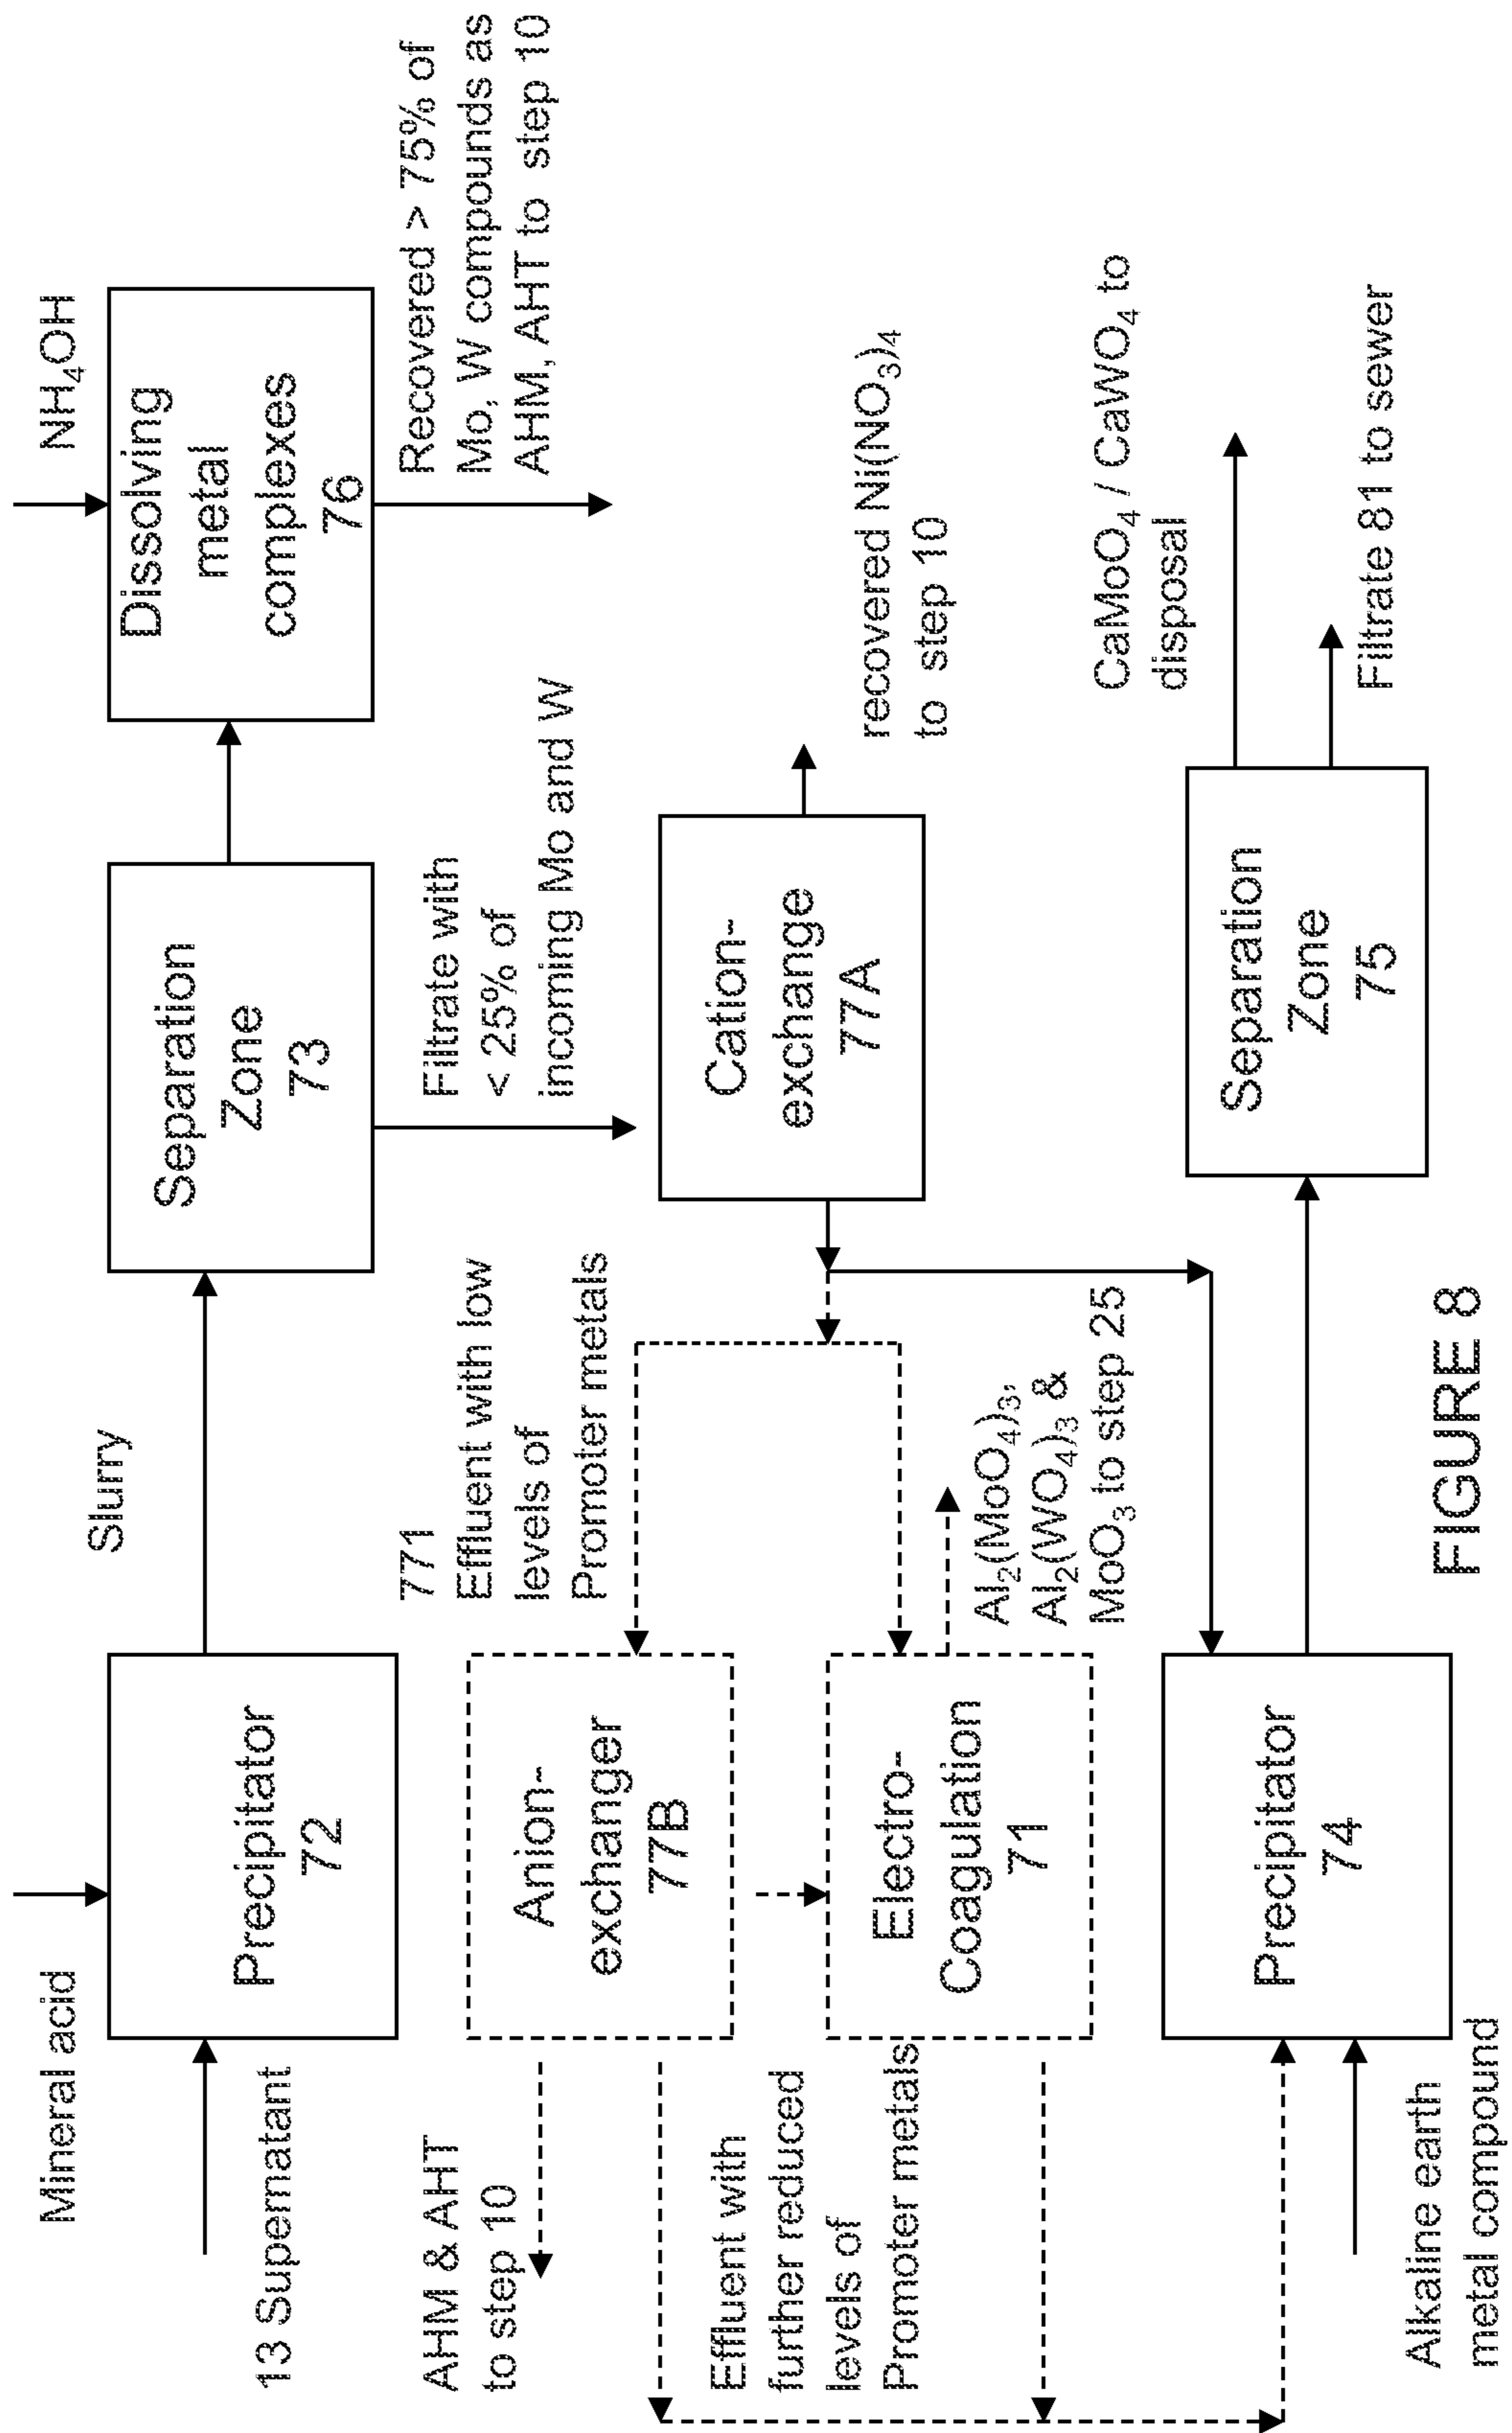 Mineral acid
13 Supernatant
Precipitator
72
Slurry
Separation
Zone
73
NH4OH
Dissolving
metal
complexes
76
Recovered > 75% of
Mo, W compounds as
AHM, AHT to step 10
Filtrate with
< 25% of
incoming Mo and W
771
Effluent with low
levels of
Promoter metals
AHM & AHT
to step 10
Anion-
exchanger
77B
Cation-
exchange
77A
recovered Ni(NO3)4
to step 10
Effluent with
further reduced
levels of
Promoter metals
Electro-
Coagulation
71
Al2(MoO4)3,
Al2(WO4)3 &
MoO3 to step 25
Alkaline earth
metal compound
Precipitator
74
Separation
Zone
75
CaMoO4 / CaWO4 to
disposal
Filtrate 81 to sewer
FIGURE 8